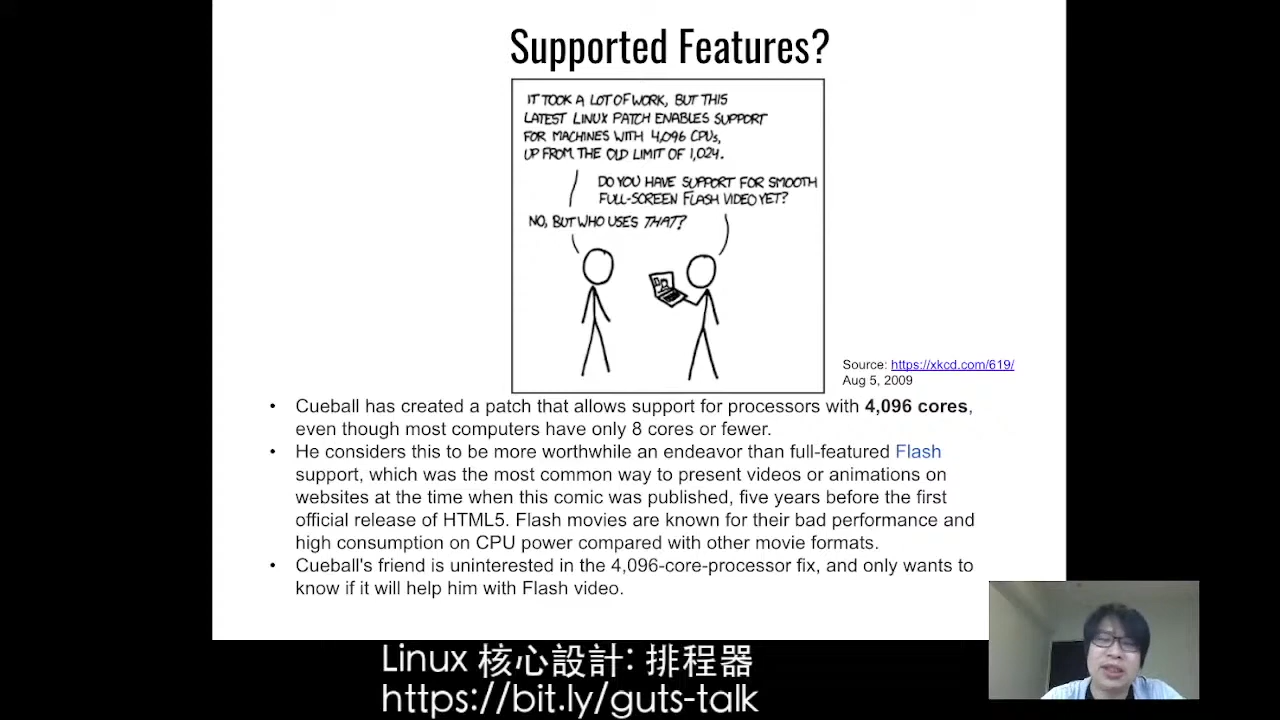 Supported Features?
IT TOOK A LOT OF WORK, BUT THIS
LATEST LINUX PATCH ENABLES SUPPORT
FOR MACHINES WITH 4,096 CPUs,
UP FROM THE OLD LIMIT OF 1,024.
DO YOU HAVE SUPPORT FOR SMOOTH
FULL-SCREEN FLASH VIDEO YET?
NO, BUT WHO USES THAT?
Source: https://xkcd.com/619/
Aug 5, 2009
• Cueball has created a patch that allows support for processors with 4,096 cores,
even though most computers have only 8 cores or fewer.
• He considers this to be more worthwhile an endeavor than full-featured Flash
support, which was the most common way to present videos or animations on
websites at the time when this comic was published, five years before the first
official release of HTML5. Flash movies are known for their bad performance and
high consumption on CPU power compared with other movie formats.
• Cueball's friend is uninterested in the 4,096-core-processor fix, and only wants to
know if it will help him with Flash video.
Linux 核心設計: 排程器
https://bit.ly/guts-talk